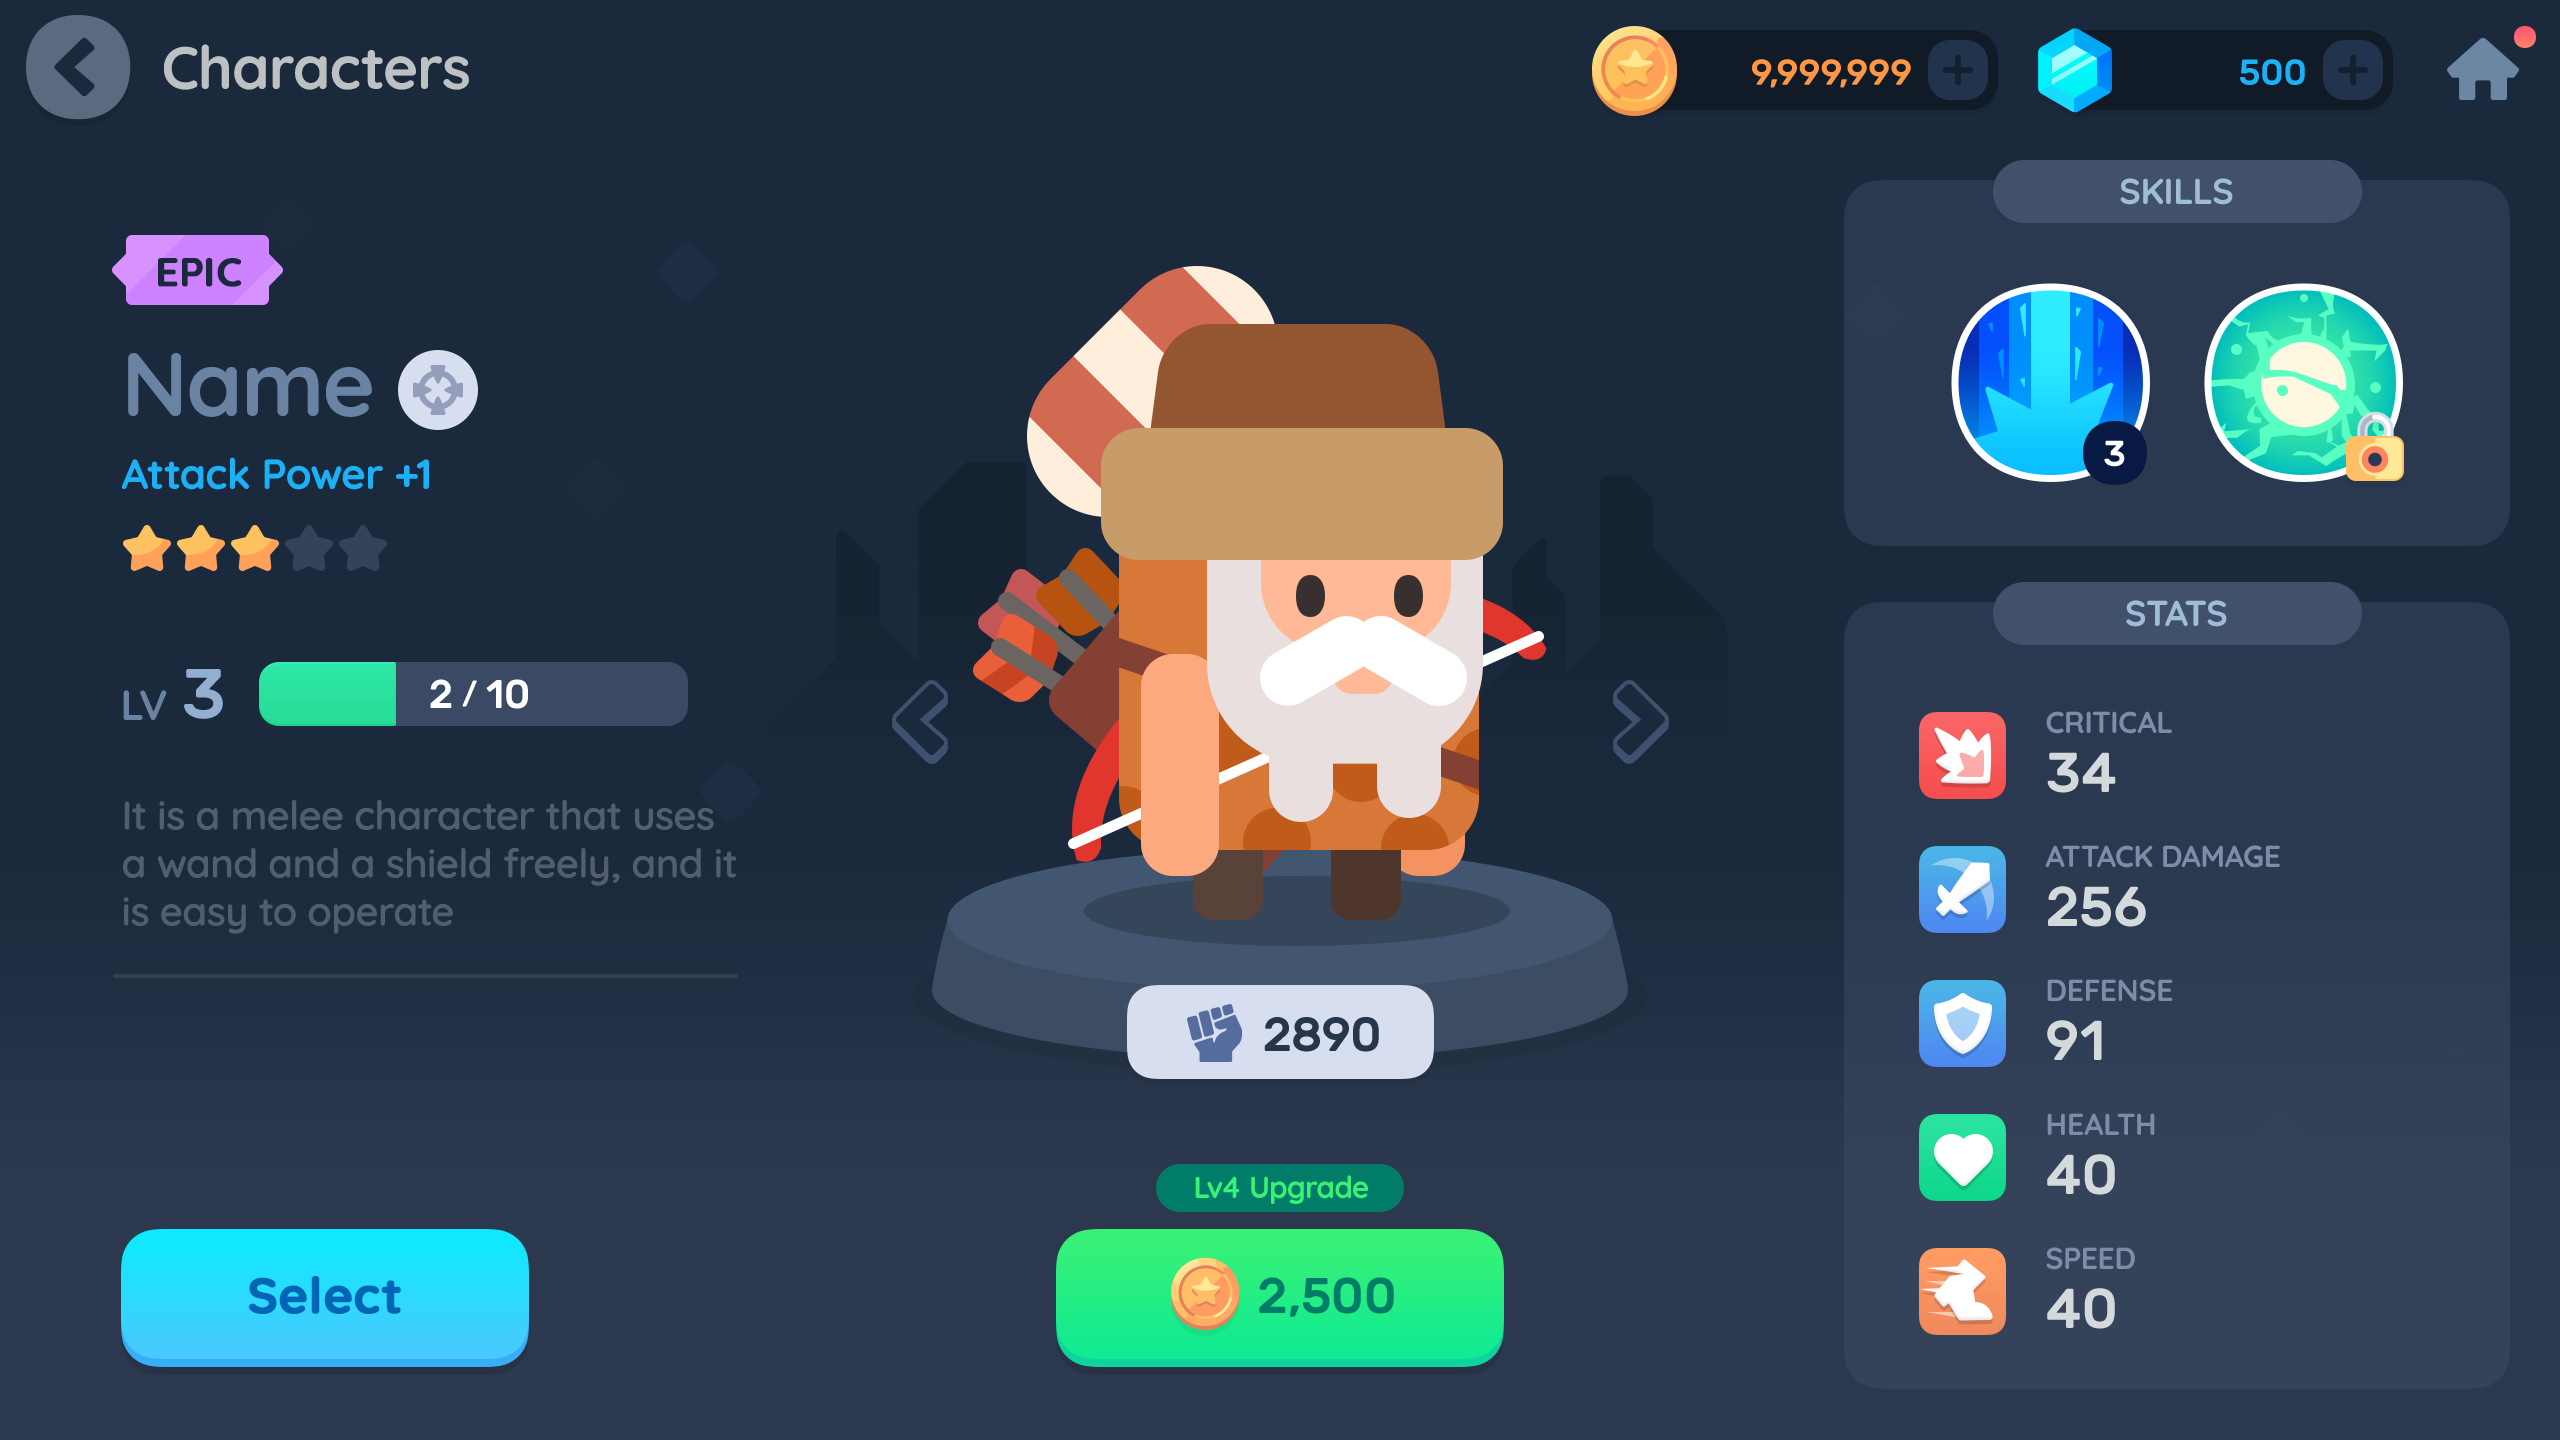 Characters
9,999,999
500
EPIC
Name
Attack Power +1
LV 3
2 / 10
It is a melee character that uses
a wand and a shield freely, and it
is easy to operate
Select
2890
Lv4 Upgrade
2,500
SKILLS
3
STATS
CRITICAL
34
ATTACK DAMAGE
256
DEFENSE
91
HEALTH
40
SPEED
40